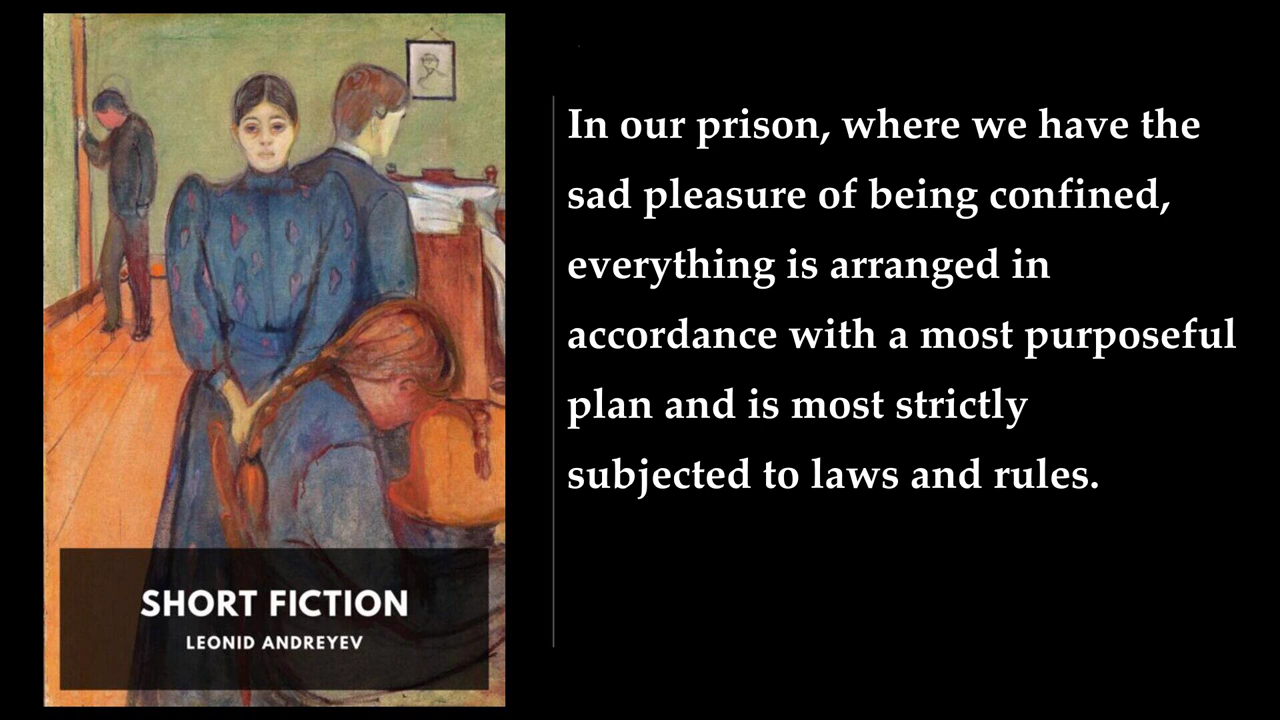 SHORT FICTION
LEONID ANDREYEV
In our prison, where we have the
sad pleasure of being confined,
everything is arranged in
accordance with a most purposeful
plan and is most strictly
subjected to laws and rules.